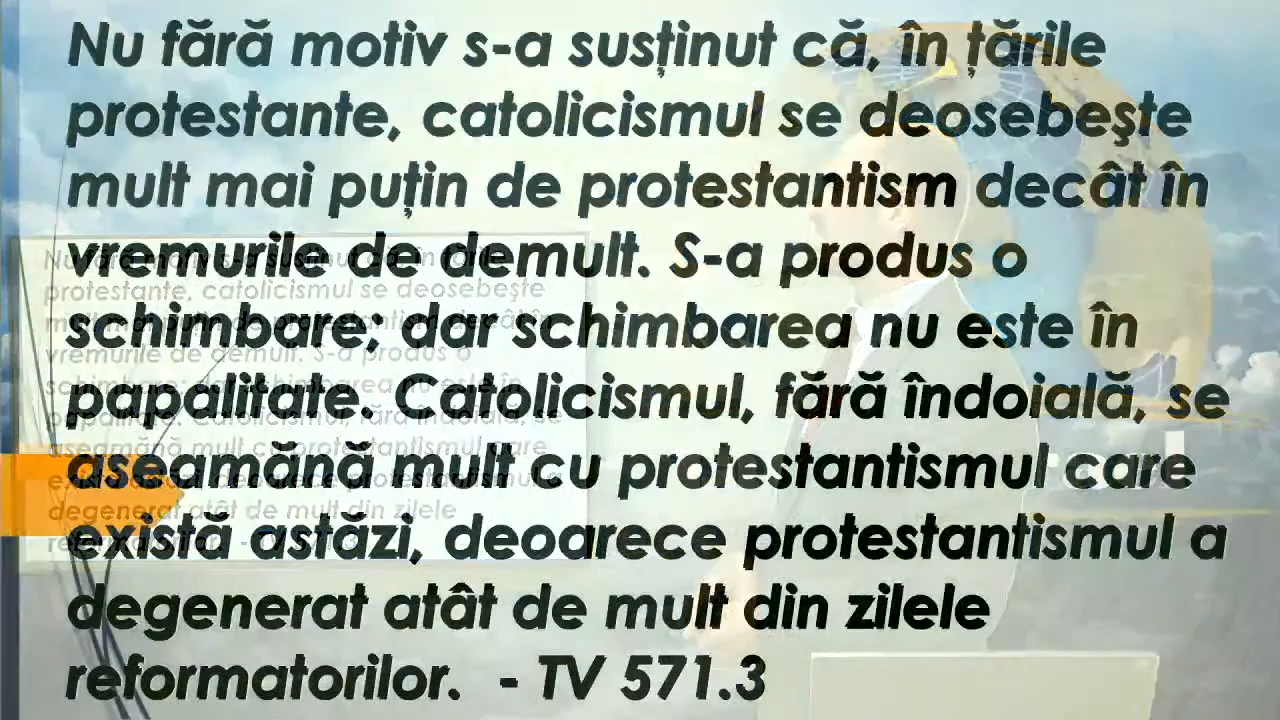 Nu fără motiv s-a susținut că, în țările
protestante, catolicismul se deosebește
mult mai puțin de protestantism decât în
vremurile de demult. S-a produs o
schimbare; dar schimbarea nu este în
papalitate. Catolicismul, fără îndoială, se
aseamănă mult cu protestantismul care
există astăzi, deoarece protestantismul a
degenerat atât de mult din zilele
reformatorilor.  - TV 571.3